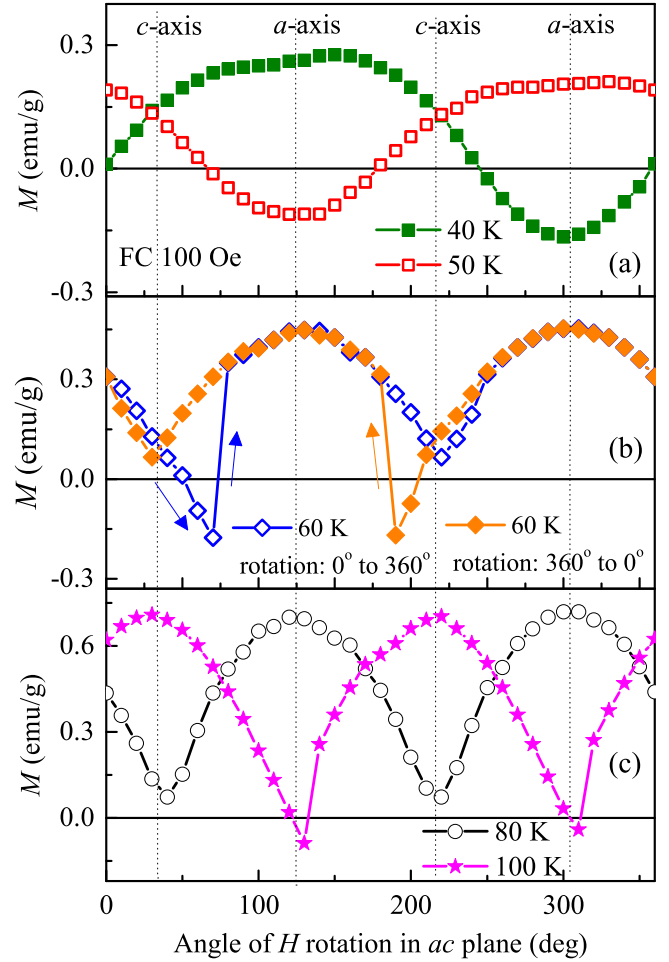 c-axis a-axis c-axis a-axis
0.3
0.0
-0.3
M (emu/g)
FC 100 Oe
40 K
50 K
(a)
0.3
0.0
-0.3
M (emu/g)
(b)
60 K
rotation: 0° to 360°
60 K
rotation: 360° to 0°
0.6
0.3
0.0
M (emu/g)
(c)
80 K
100 K
0 100 200 300
Angle of H rotation in ac plane (deg)